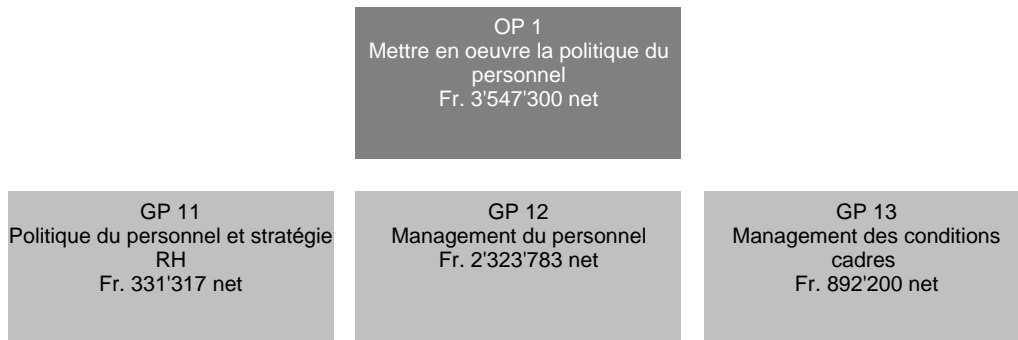 OP 1
Mettre en oeuvre la politique du
personnel
Fr. 3'547'300 net
GP 11
Politique du personnel et stratégie
RH
Fr. 331'317 net
GP 12
Management du personnel
Fr. 2'323'783 net
GP 13
Management des conditions
cadres
Fr. 892'200 net